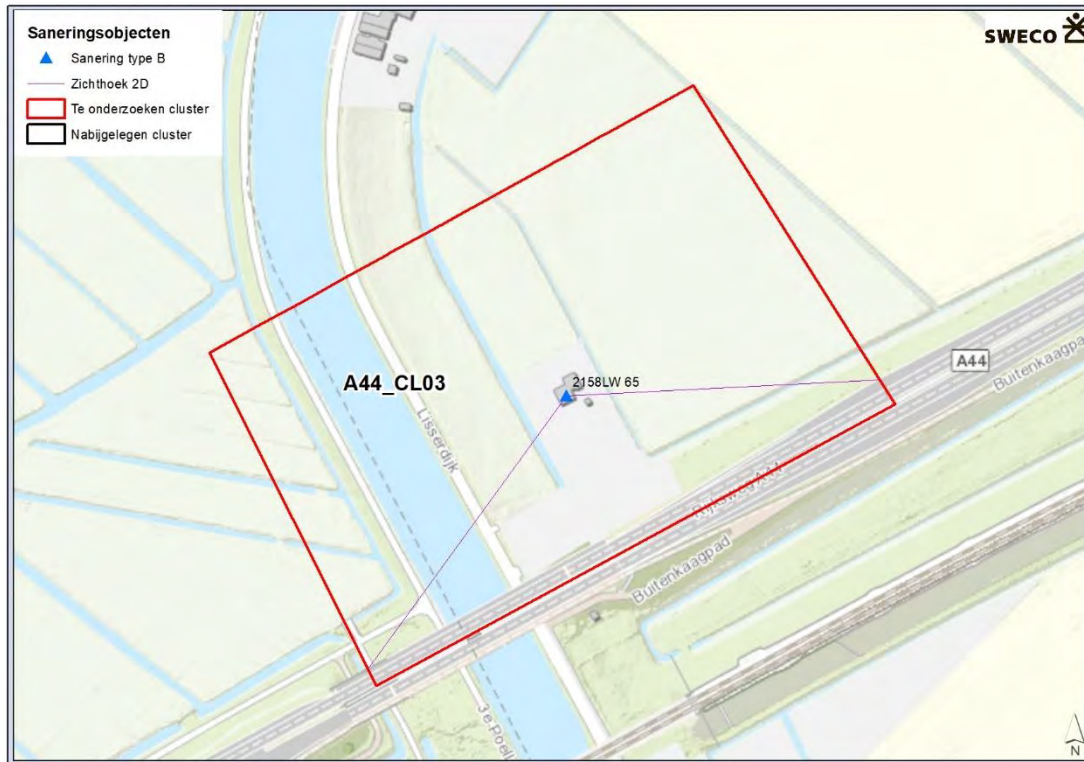 Saneringsobjecten
Sanering type B
Zichthoek 2D
Te onderzoeken cluster
Nabijgelegen cluster
SWECO
A44_CL03
Lisserdijk
2158LW 65
A44
Rijksweg A44
Buitenkaagpad
Buitenkaagpad
3e Poell
N